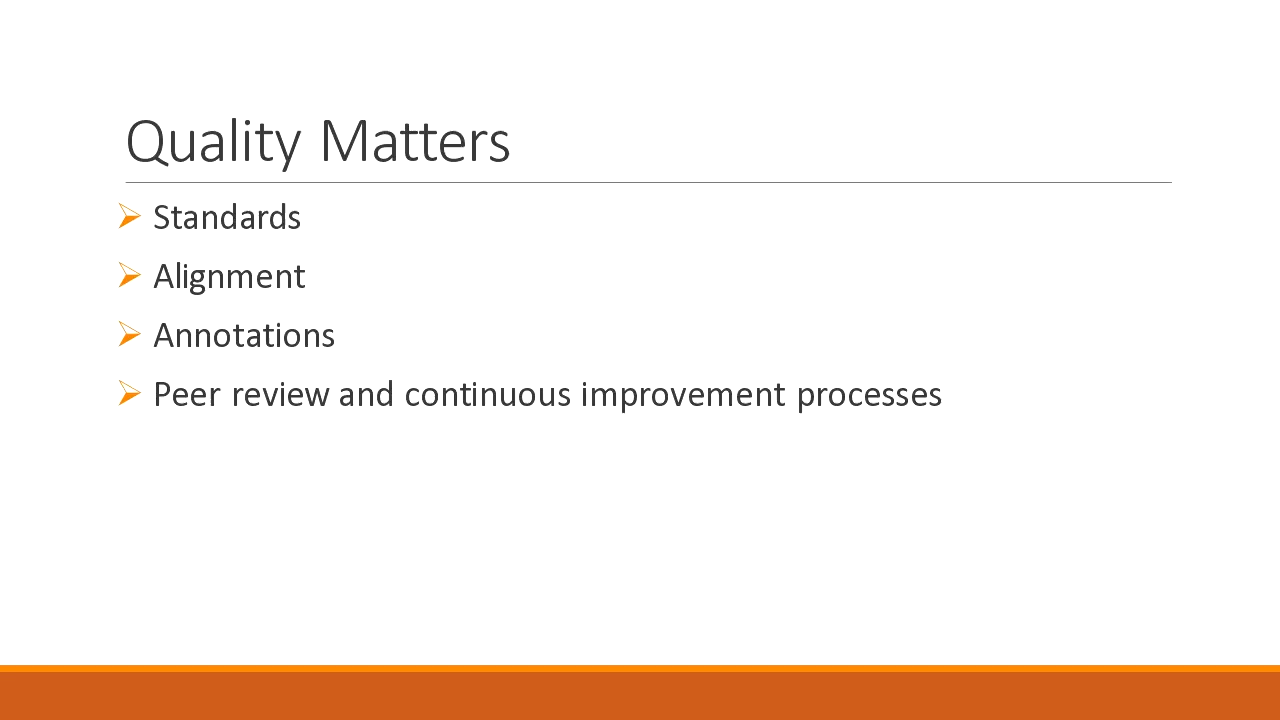 Quality Matters
Standards
Alignment
Annotations
Peer review and continuous improvement processes